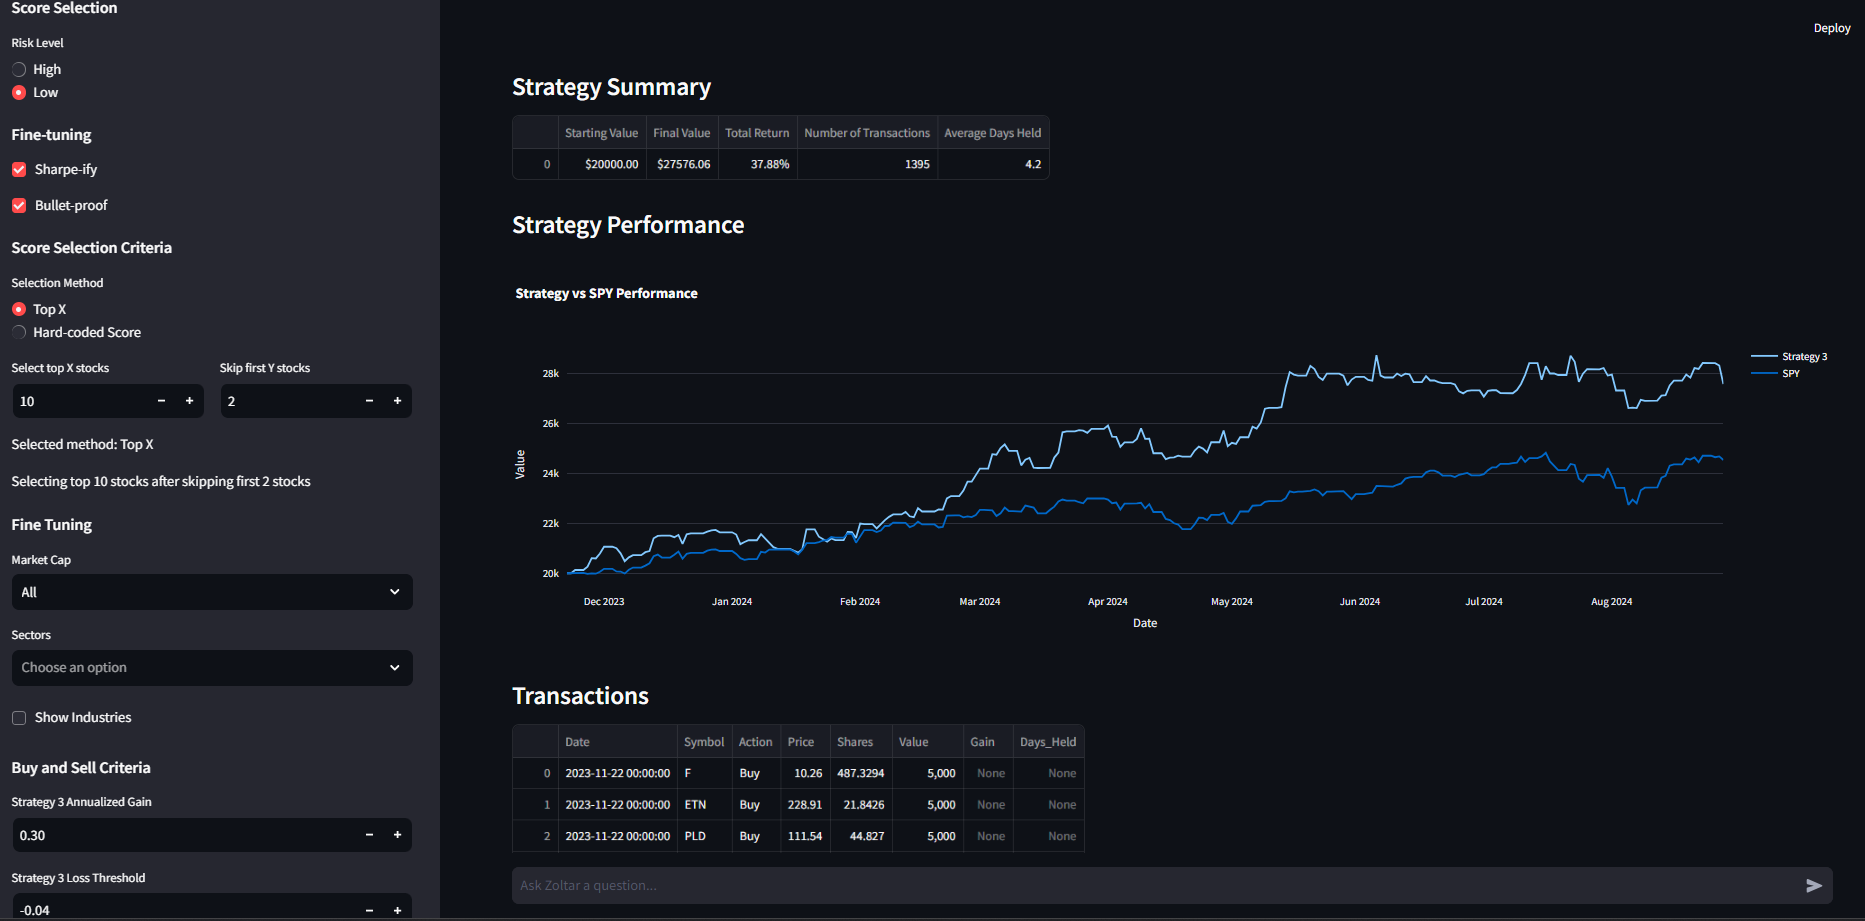 Score Selection
Risk Level
High
Low
Fine-tuning
Sharpe-ify
Bullet-proof
Score Selection Criteria
Selection Method
Top X
Hard-coded Score
Select top X stocks
Skip first Y stocks
10 − +
2 − +
Selected method: Top X
Selecting top 10 stocks after skipping first 2 stocks
Fine Tuning
Market Cap
All
Sectors
Choose an option
Show Industries
Buy and Sell Criteria
Strategy 3 Annualized Gain
0.30 − +
Strategy 3 Loss Threshold
-0.04 − +
Deploy
Strategy Summary
Starting Value Final Value Total Return Number of Transactions Average Days Held
0 $20000.00 $27576.06 37.88% 1395 4.2
Strategy Performance
Strategy vs SPY Performance
Strategy 3
SPY
28k
26k
24k
22k
20k
Value
Dec 2023 Jan 2024 Feb 2024 Mar 2024 Apr 2024 May 2024 Jun 2024 Jul 2024 Aug 2024
Date
Transactions
Date Symbol Action Price Shares Value Gain Days_Held
0 2023-11-22 00:00:00 F Buy 10.26 487.3294 5,000 None None
1 2023-11-22 00:00:00 ETN Buy 228.91 21.8426 5,000 None None
2 2023-11-22 00:00:00 PLD Buy 111.54 44.827 5,000 None None
Ask Zoltar a question...